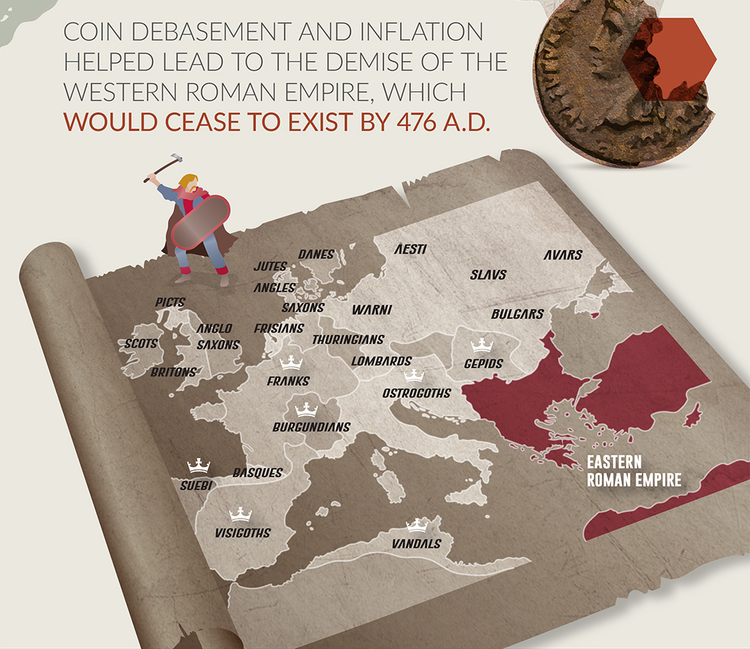 COIN DEBASEMENT AND INFLATION
HELPED LEAD TO THE DEMISE OF THE
WESTERN ROMAN EMPIRE, WHICH
WOULD CEASE TO EXIST BY 476 A.D.
DANES
AESTI
AVARS
JUTES
SLAVS
ANGLES
PICTS
SAXONS
WARNI
BULGARS
ANGLO
SAXONS
FRISIANS
SCOTS
THURINGIANS
BRITONS
LOMBARDS
GEPIDS
FRANKS
OSTROGOTHS
BURGUNDIANS
EASTERN
ROMAN EMPIRE
BASQUES
SUEBI
VISIGOTHS
VANDALS